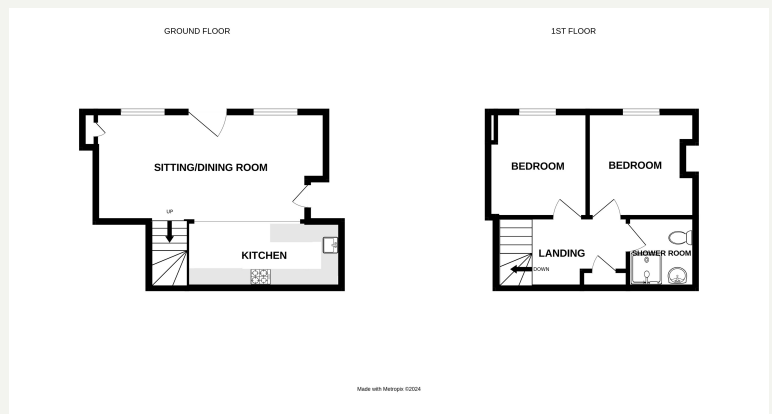 GROUND FLOOR
1ST FLOOR
SITTING/DINING ROOM
BEDROOM
BEDROOM
UP
KITCHEN
LANDING
SHOWER ROOM
DOWN
Made with Metropix ©2024